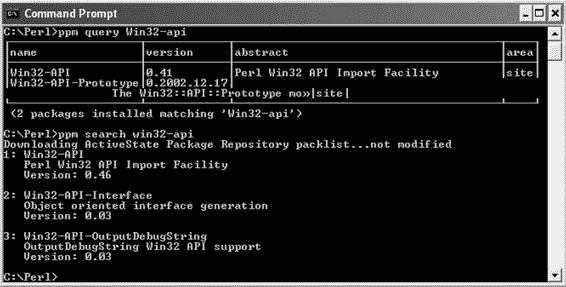 Command Prompt
C:\Perl>ppm query Win32-api
name version abstract area
Win32-API 0.41 Perl Win32 API Import Facility site
Win32-API-Prototype 0.2002.12.17
The Win32::API::Prototype mo»|site|
(2 packages installed matching 'Win32-api')
C:\Perl>ppm search win32-api
Downloading ActiveState Package Repository packlist...not modified
1: Win32-API
Perl Win32 API Import Facility
Version: 0.46
2: Win32-API-Interface
Object oriented interface generation
Version: 0.03
3: Win32-API-OutputDebugString
OutputDebugString Win32 API support
Version: 0.03
C:\Perl>